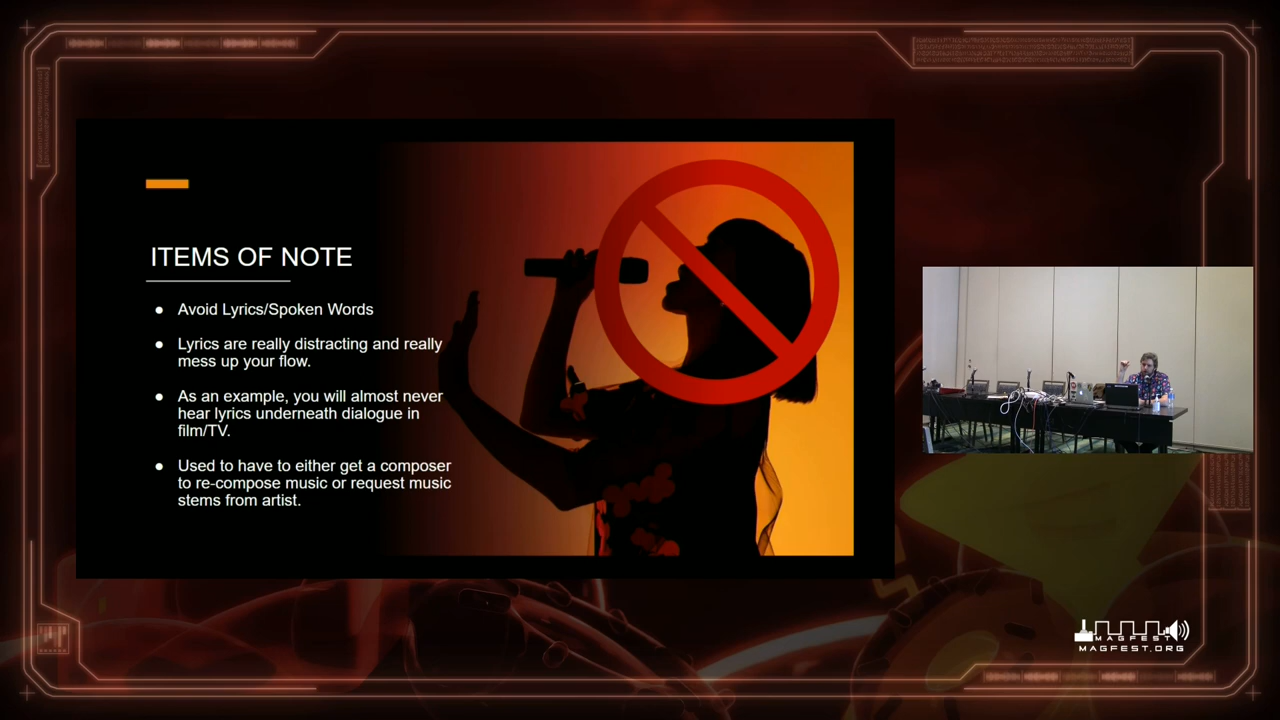 ITEMS OF NOTE
● Avoid Lyrics/Spoken Words
● Lyrics are really distracting and really
mess up your flow.
● As an example, you will almost never
hear lyrics underneath dialogue in
film/TV.
● Used to have to either get a composer
to re-compose music or request music
stems from artist.
MAGFEST
MAGFEST.ORG